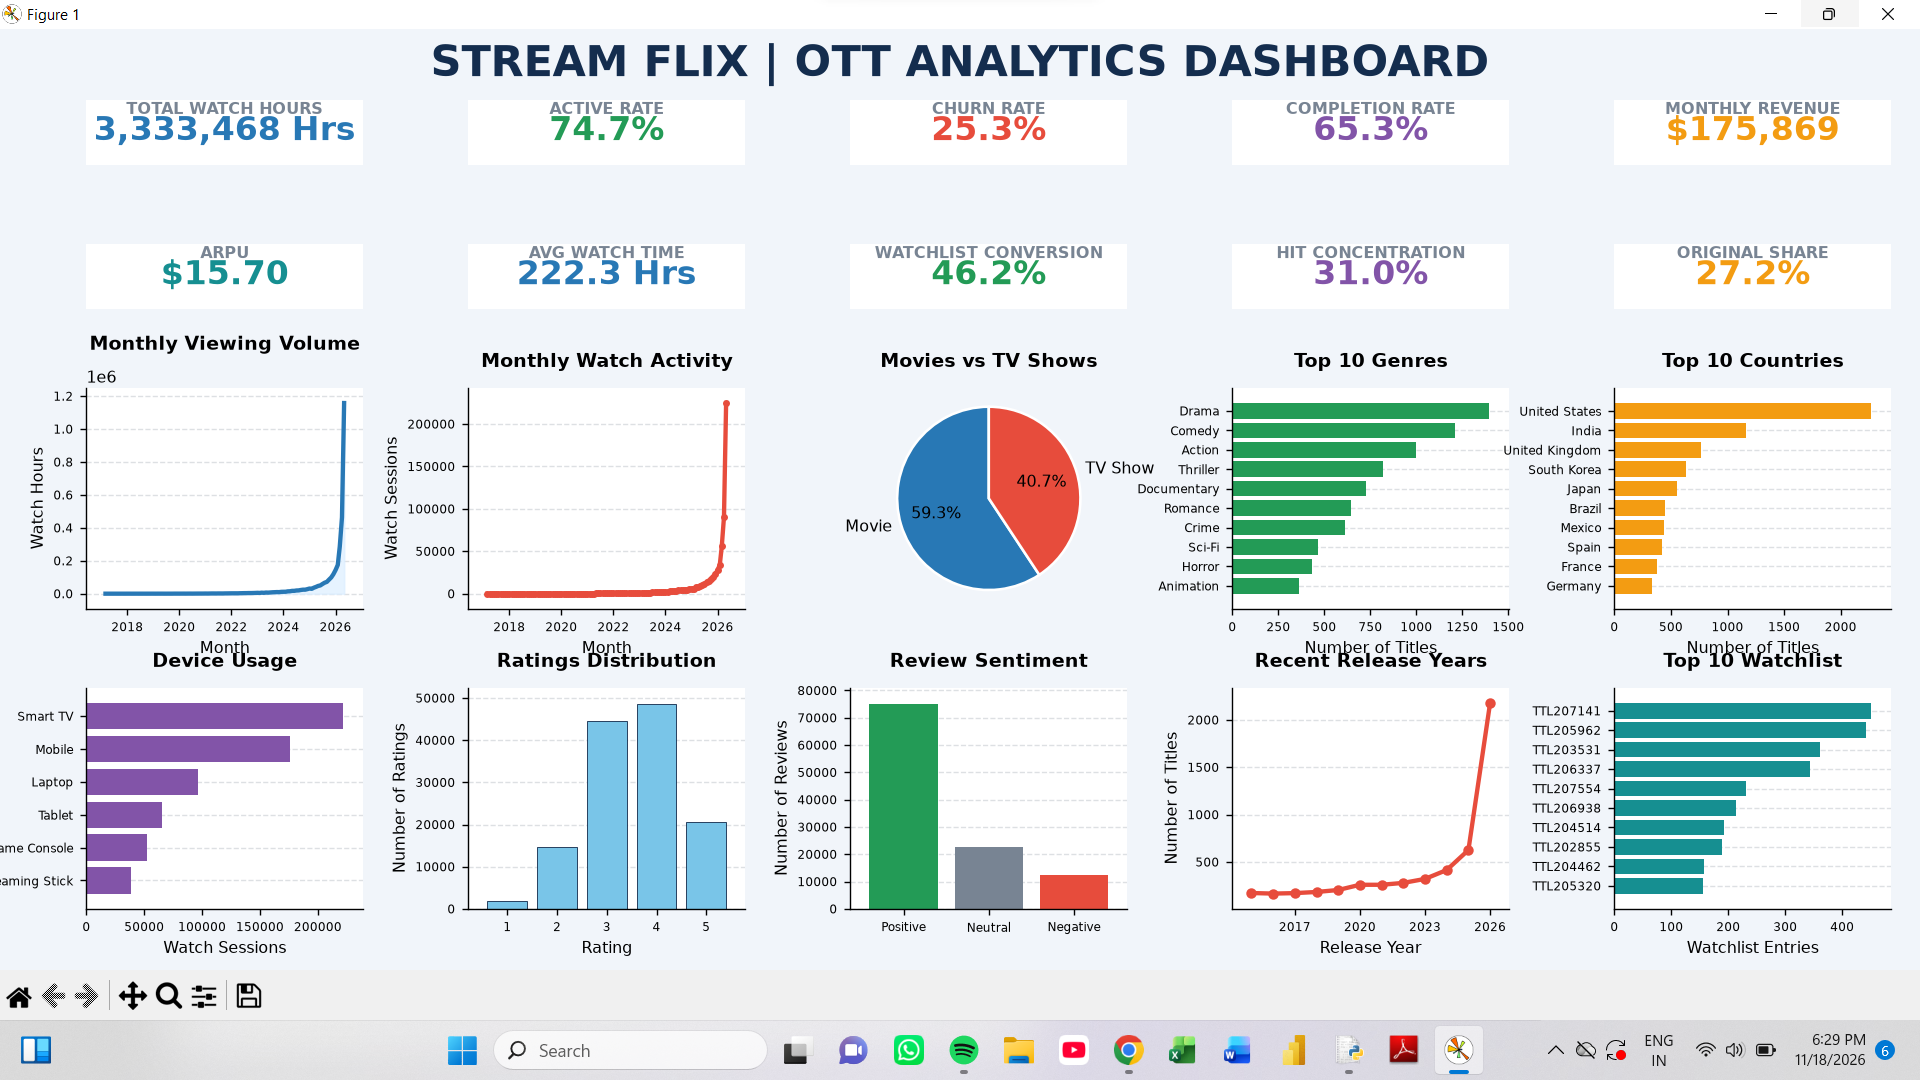 Figure 1
STREAM FLIX | OTT ANALYTICS DASHBOARD
TOTAL WATCH HOURS
3,333,468 Hrs
ACTIVE RATE
74.7%
CHURN RATE
25.3%
COMPLETION RATE
65.3%
MONTHLY REVENUE
$175,869
ARPU
$15.70
AVG WATCH TIME
222.3 Hrs
WATCHLIST CONVERSION
46.2%
HIT CONCENTRATION
31.0%
ORIGINAL SHARE
27.2%
Monthly Viewing Volume
1e6
Watch Hours
1.2
1.0
0.8
0.6
0.4
0.2
0.0
2018 2020 2022 2024 2026
Month
Monthly Watch Activity
Watch Sessions
200000
150000
100000
50000
0
2018 2020 2022 2024 2026
Month
Movies vs TV Shows
TV Show
40.7%
59.3%
Movie
Top 10 Genres
Drama
Comedy
Action
Thriller
Documentary
Romance
Crime
Sci-Fi
Horror
Animation
0 250 500 750 1000 1250 1500
Number of Titles
Top 10 Countries
United States
India
United Kingdom
South Korea
Japan
Brazil
Mexico
Spain
France
Germany
0 500 1000 1500 2000
Number of Titles
Device Usage
Smart TV
Mobile
Laptop
Tablet
ame Console
eaming Stick
0 50000 100000 150000 200000
Watch Sessions
Ratings Distribution
Number of Ratings
50000
40000
30000
20000
10000
0
1 2 3 4 5
Rating
Review Sentiment
Number of Reviews
80000
70000
60000
50000
40000
30000
20000
10000
0
Positive Neutral Negative
Recent Release Years
Number of Titles
2000
1500
1000
500
2017 2020 2023 2026
Release Year
Top 10 Watchlist
TTL207141
TTL205962
TTL203531
TTL206337
TTL207554
TTL206938
TTL204514
TTL202855
TTL204462
TTL205320
0 100 200 300 400
Watchlist Entries
Search
ENG
IN
6:29 PM
11/18/2026
6